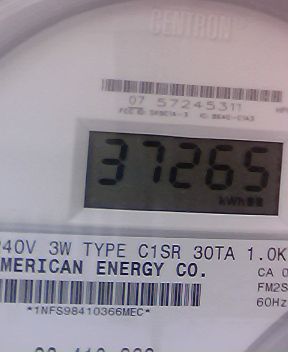 CENTRON
07 57245311
37265
kWh
240V 3W TYPE C1SR 30TA 1.0K
AMERICAN ENERGY CO.
CA 0
FM2S
*1NFS98410366MEC*
60Hz